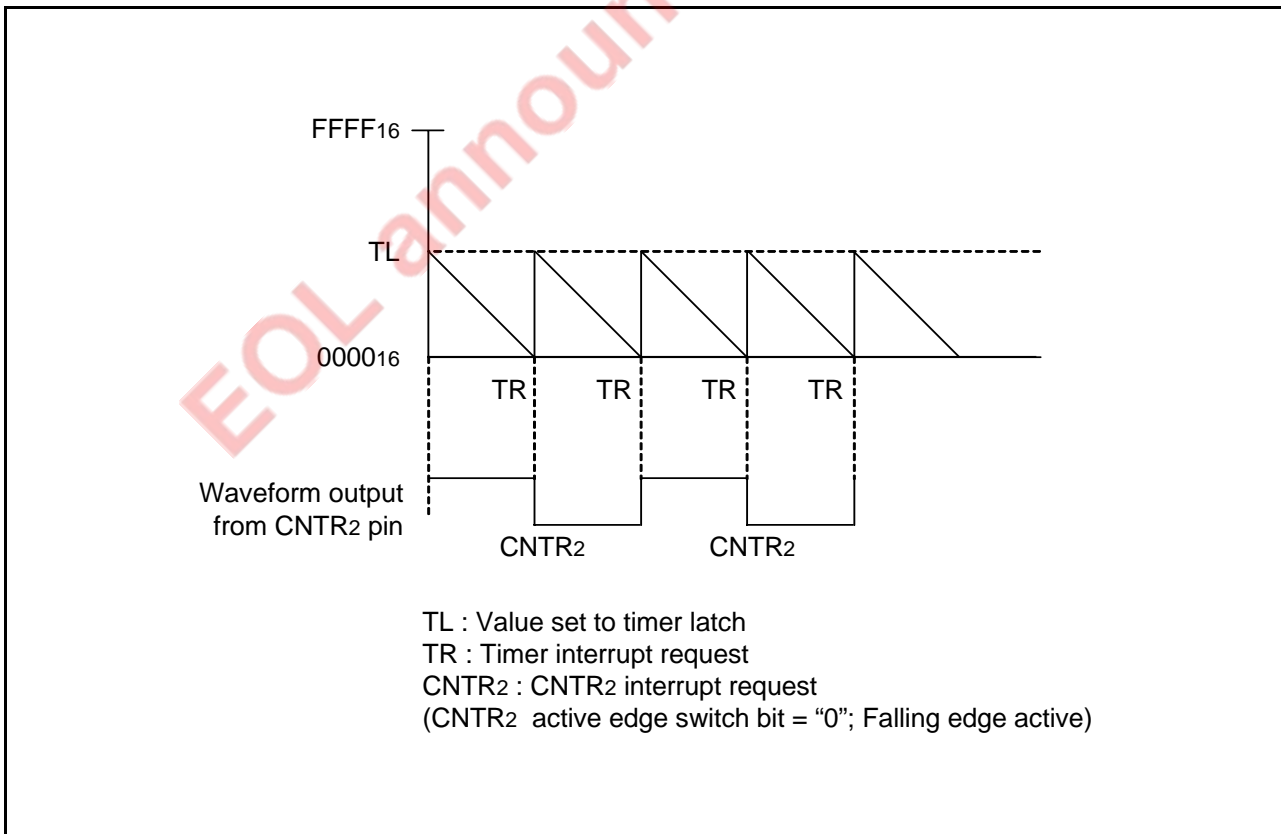 EOL announ
FFFF16
TL
000016
TR TR TR TR
Waveform output
from CNTR2 pin
CNTR2 CNTR2
TL : Value set to timer latch
TR : Timer interrupt request
CNTR2 : CNTR2 interrupt request
(CNTR2 active edge switch bit = “0”; Falling edge active)